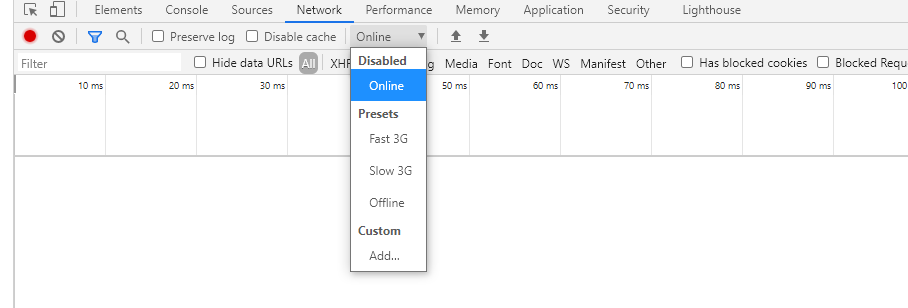 Elements Console Sources Network Performance Memory Application Security Lighthouse
Preserve log Disable cache Online
Filter Hide data URLs All XHR Media Font Doc WS Manifest Other Has blocked cookies Blocked Requ
10 ms 20 ms 30 ms 50 ms 60 ms 70 ms 80 ms 90 ms 100
Disabled
Online
Presets
Fast 3G
Slow 3G
Offline
Custom
Add...